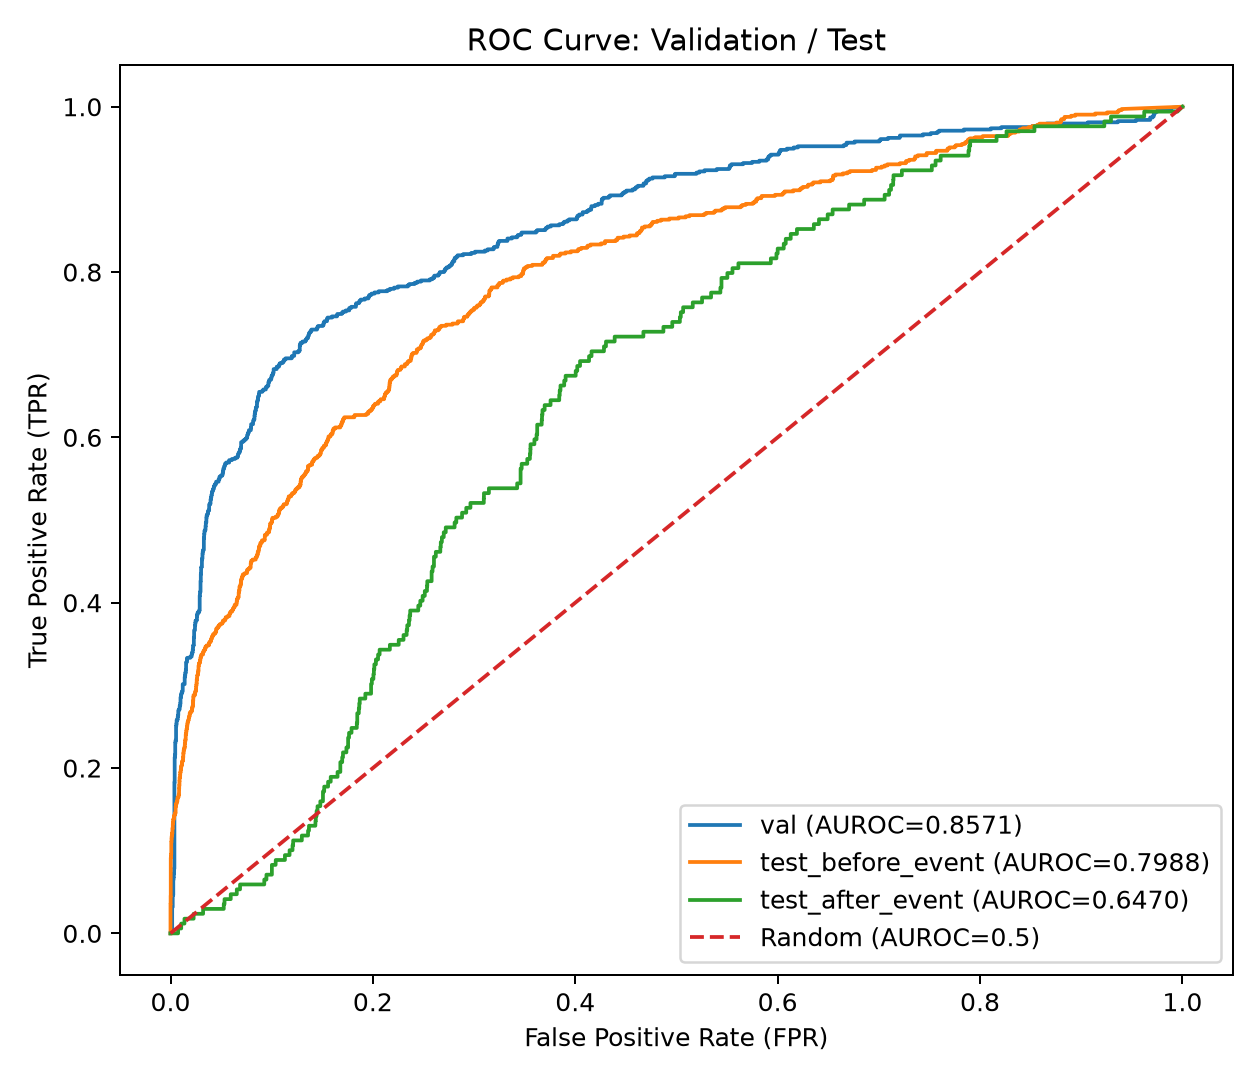 ROC Curve: Validation / Test
True Positive Rate (TPR)
1.0
0.8
0.6
0.4
0.2
0.0
val (AUROC=0.8571)
test_before_event (AUROC=0.7988)
test_after_event (AUROC=0.6470)
Random (AUROC=0.5)
0.0 0.2 0.4 0.6 0.8 1.0
False Positive Rate (FPR)